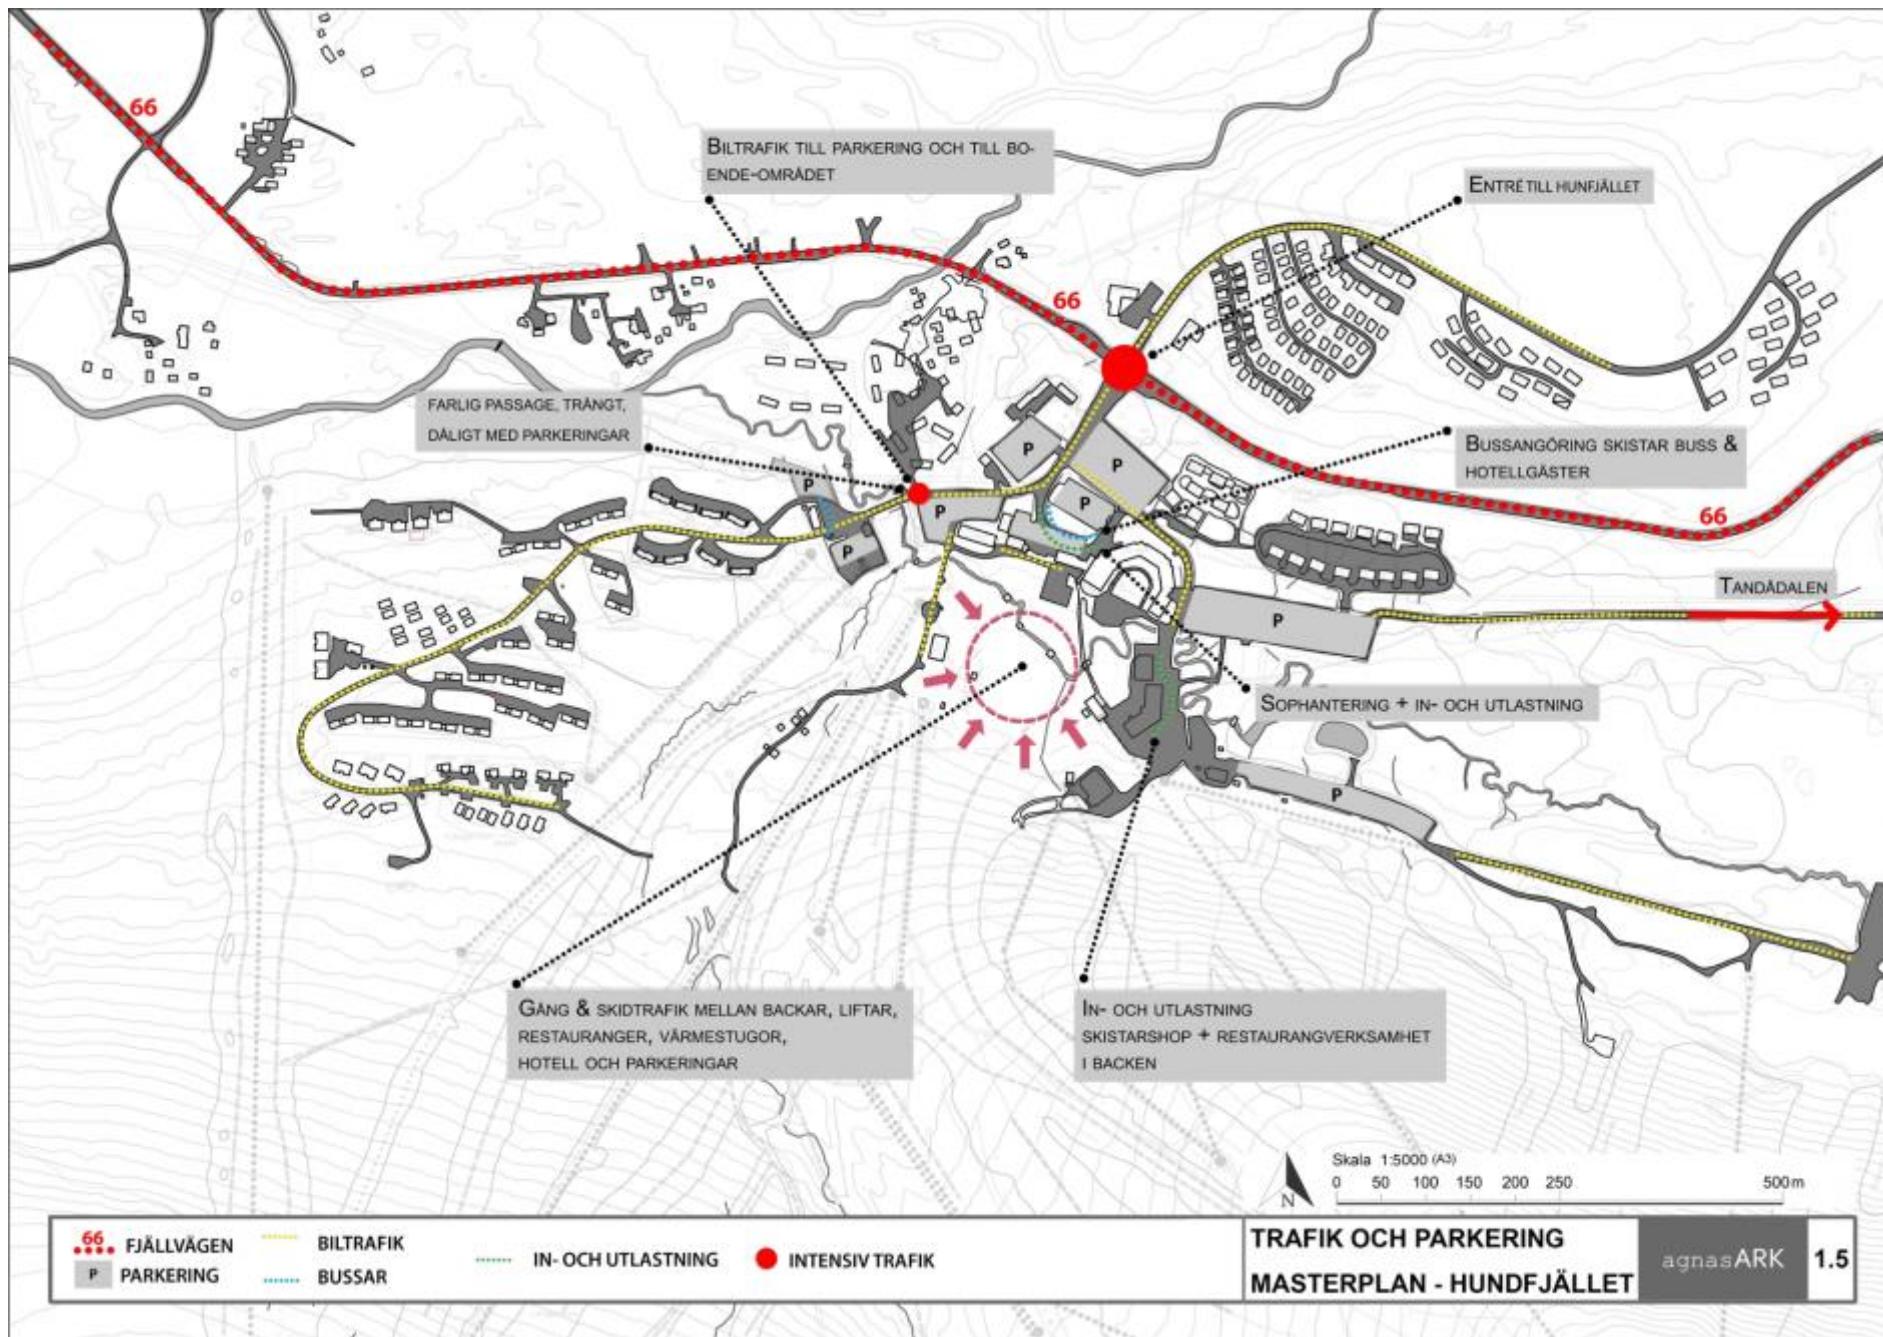 66
BILTRAFIK TILL PARKERING OCH TILL BO-
ENDE-OMRÅDET
ENTRÉ TILL HUNFJÄLLET
66
FARLIG PASSAGE, TRÅNGT,
DÅLIGT MED PARKERINGAR
BUSSANGÖRING SKISTAR BUSS &
HOTELLGÄSTER
P
P
P
P
P
P
66
TANDÅDALEN
P
SOPHANTERING + IN- OCH UTLASTNING
P
GÅNG & SKIDTRAFIK MELLAN BACKAR, LIFTAR,
RESTAURANGER, VÄRMESTUGOR,
HOTELL OCH PARKERINGAR
IN- OCH UTLASTNING
SKISTARSHOP + RESTAURANGVERKSAMHET
I BACKEN
Skala 1:5000 (A3)
0 50 100 150 200 250 500m
N
66 FJÄLLVÄGEN
P PARKERING
BILTRAFIK
BUSSAR
IN- OCH UTLASTNING
INTENSIV TRAFIK
TRAFIK OCH PARKERING
MASTERPLAN - HUNDFJÄLLET
agnasARK
1.5